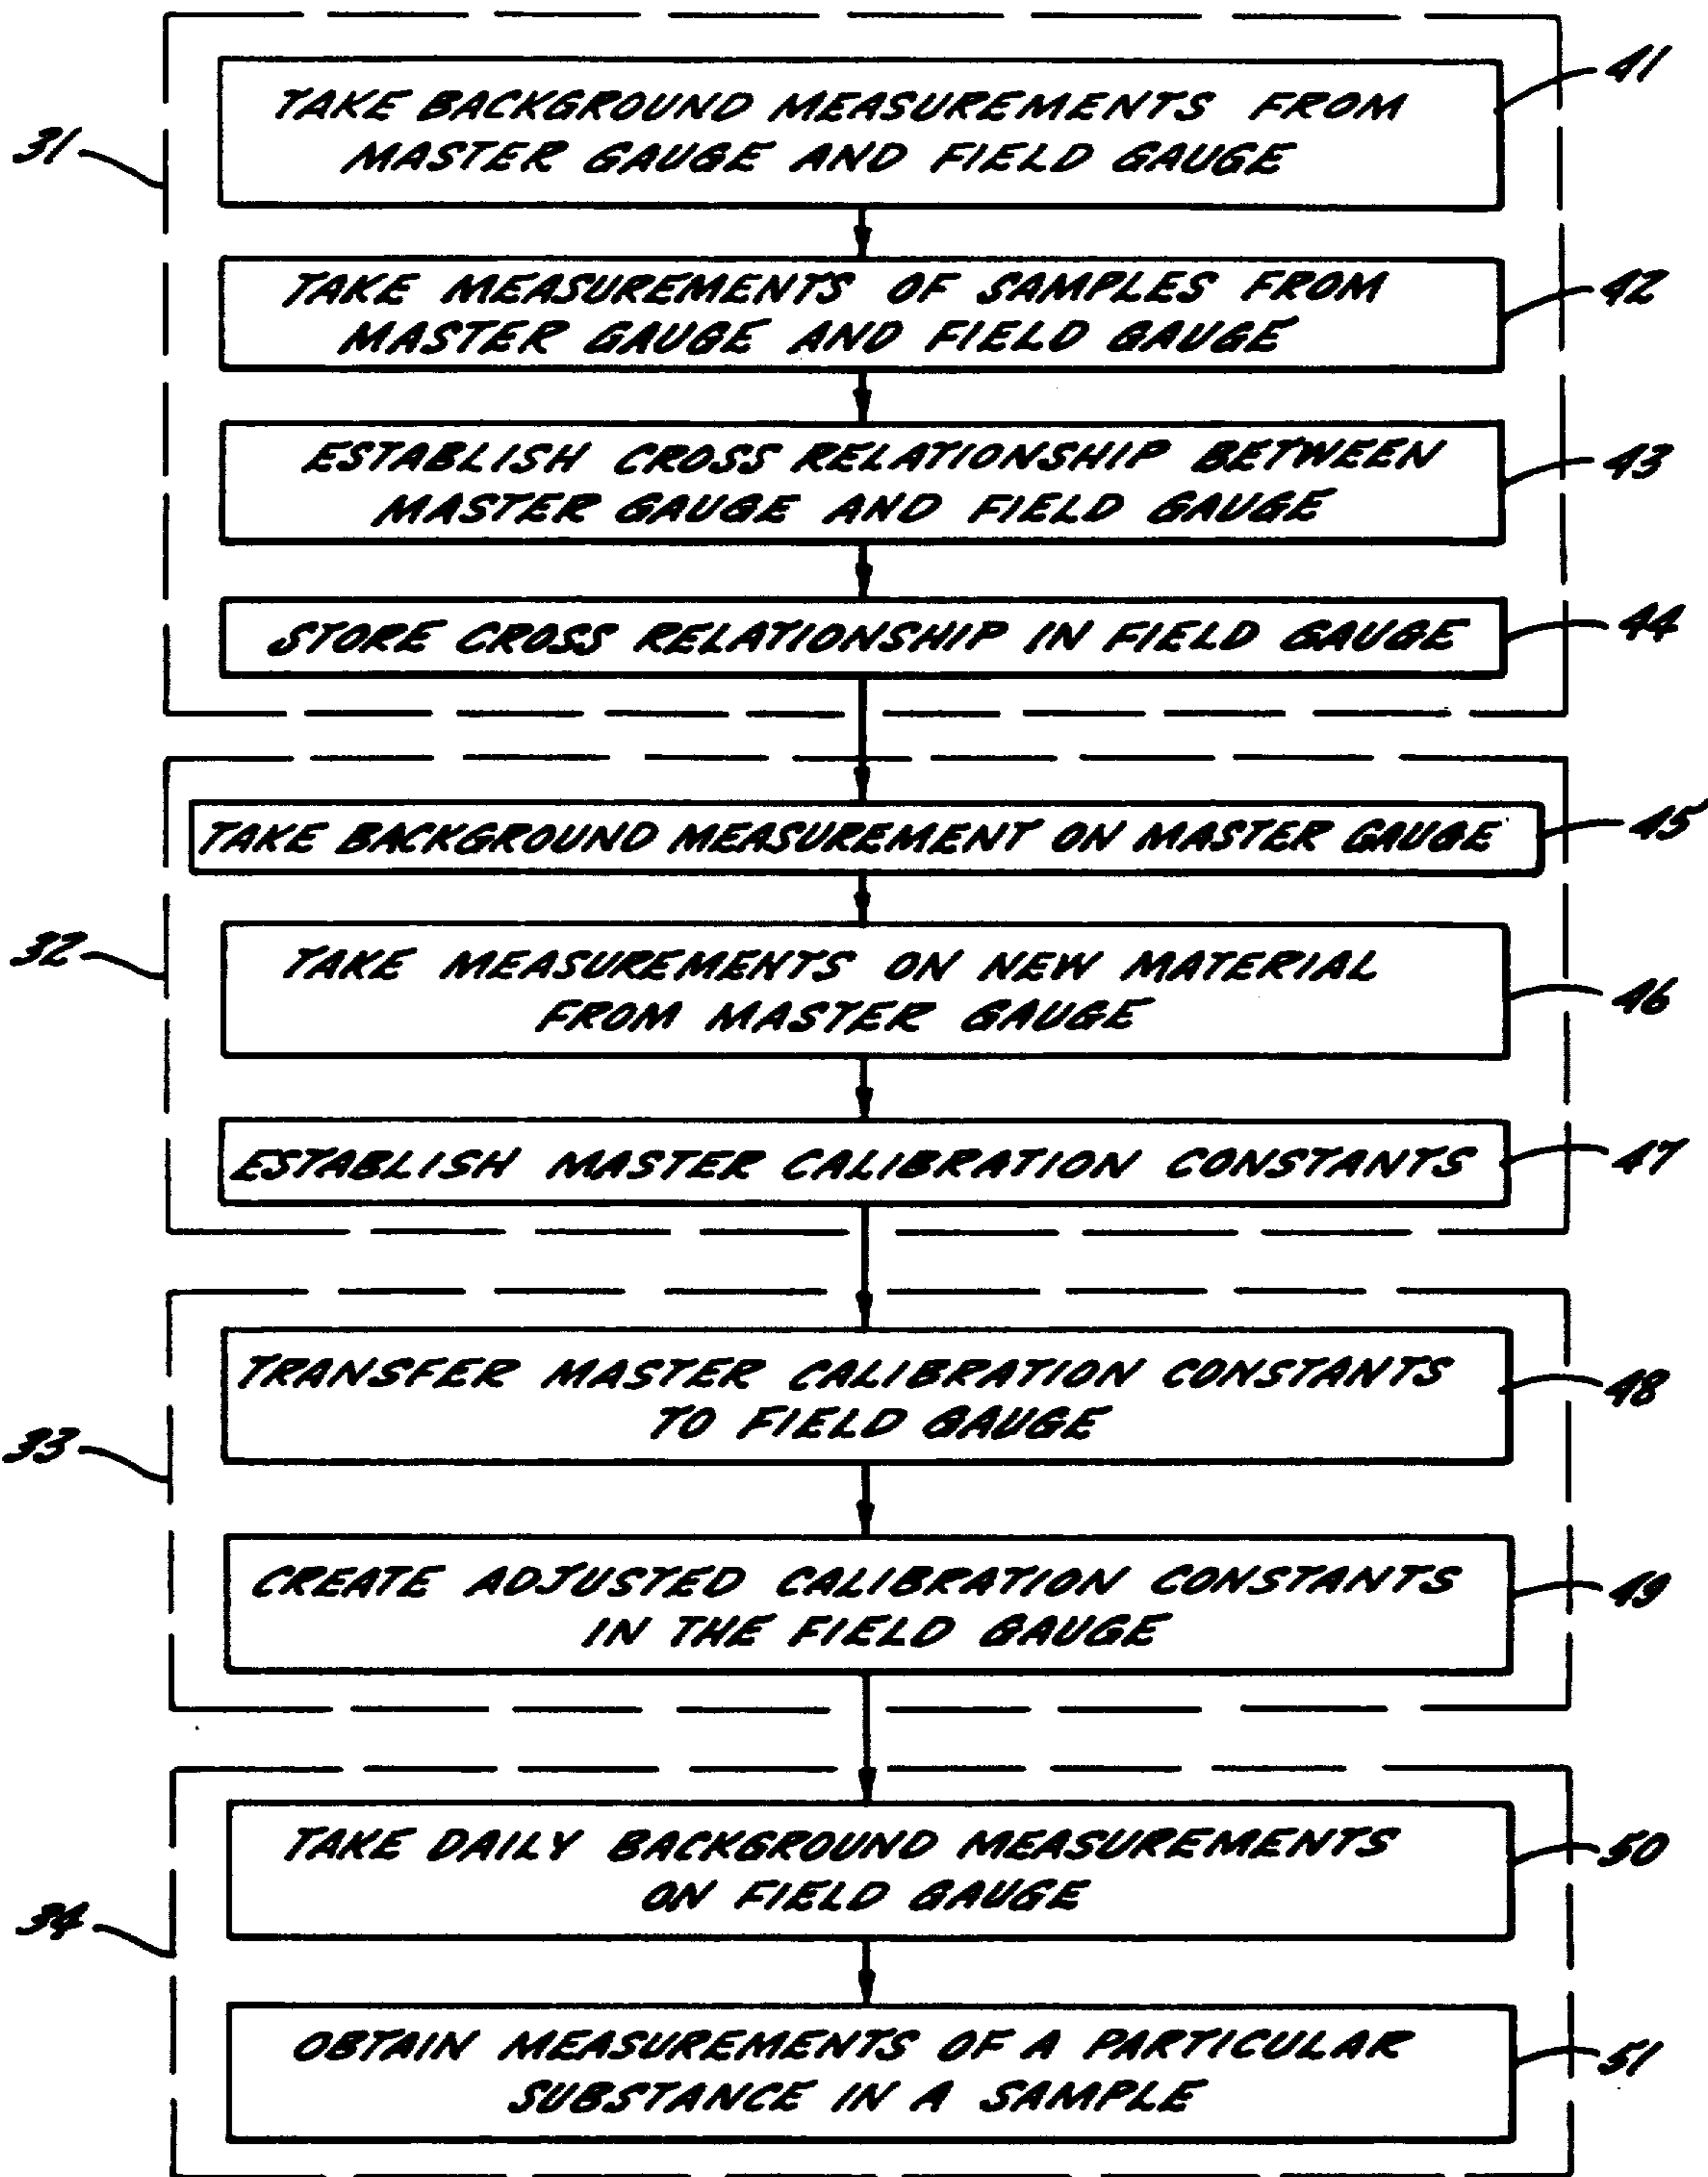 TAKE BACKGROUND MEASUREMENTS FROM
MASTER GAUGE AND FIELD GAUGE
41
31
TAKE MEASUREMENTS OF SAMPLES FROM
MASTER GAUGE AND FIELD GAUGE
42
ESTABLISH CROSS RELATIONSHIP BETWEEN
MASTER GAUGE AND FIELD GAUGE
43
STORE CROSS RELATIONSHIP IN FIELD GAUGE
44
TAKE BACKGROUND MEASUREMENT ON MASTER GAUGE
45
32
TAKE MEASUREMENTS ON NEW MATERIAL
FROM MASTER GAUGE
46
ESTABLISH MASTER CALIBRATION CONSTANTS
47
TRANSFER MASTER CALIBRATION CONSTANTS
TO FIELD GAUGE
48
33
CREATE ADJUSTED CALIBRATION CONSTANTS
IN THE FIELD GAUGE
49
TAKE DAILY BACKGROUND MEASUREMENTS
ON FIELD GAUGE
50
34
OBTAIN MEASUREMENTS OF A PARTICULAR
SUBSTANCE IN A SAMPLE
51